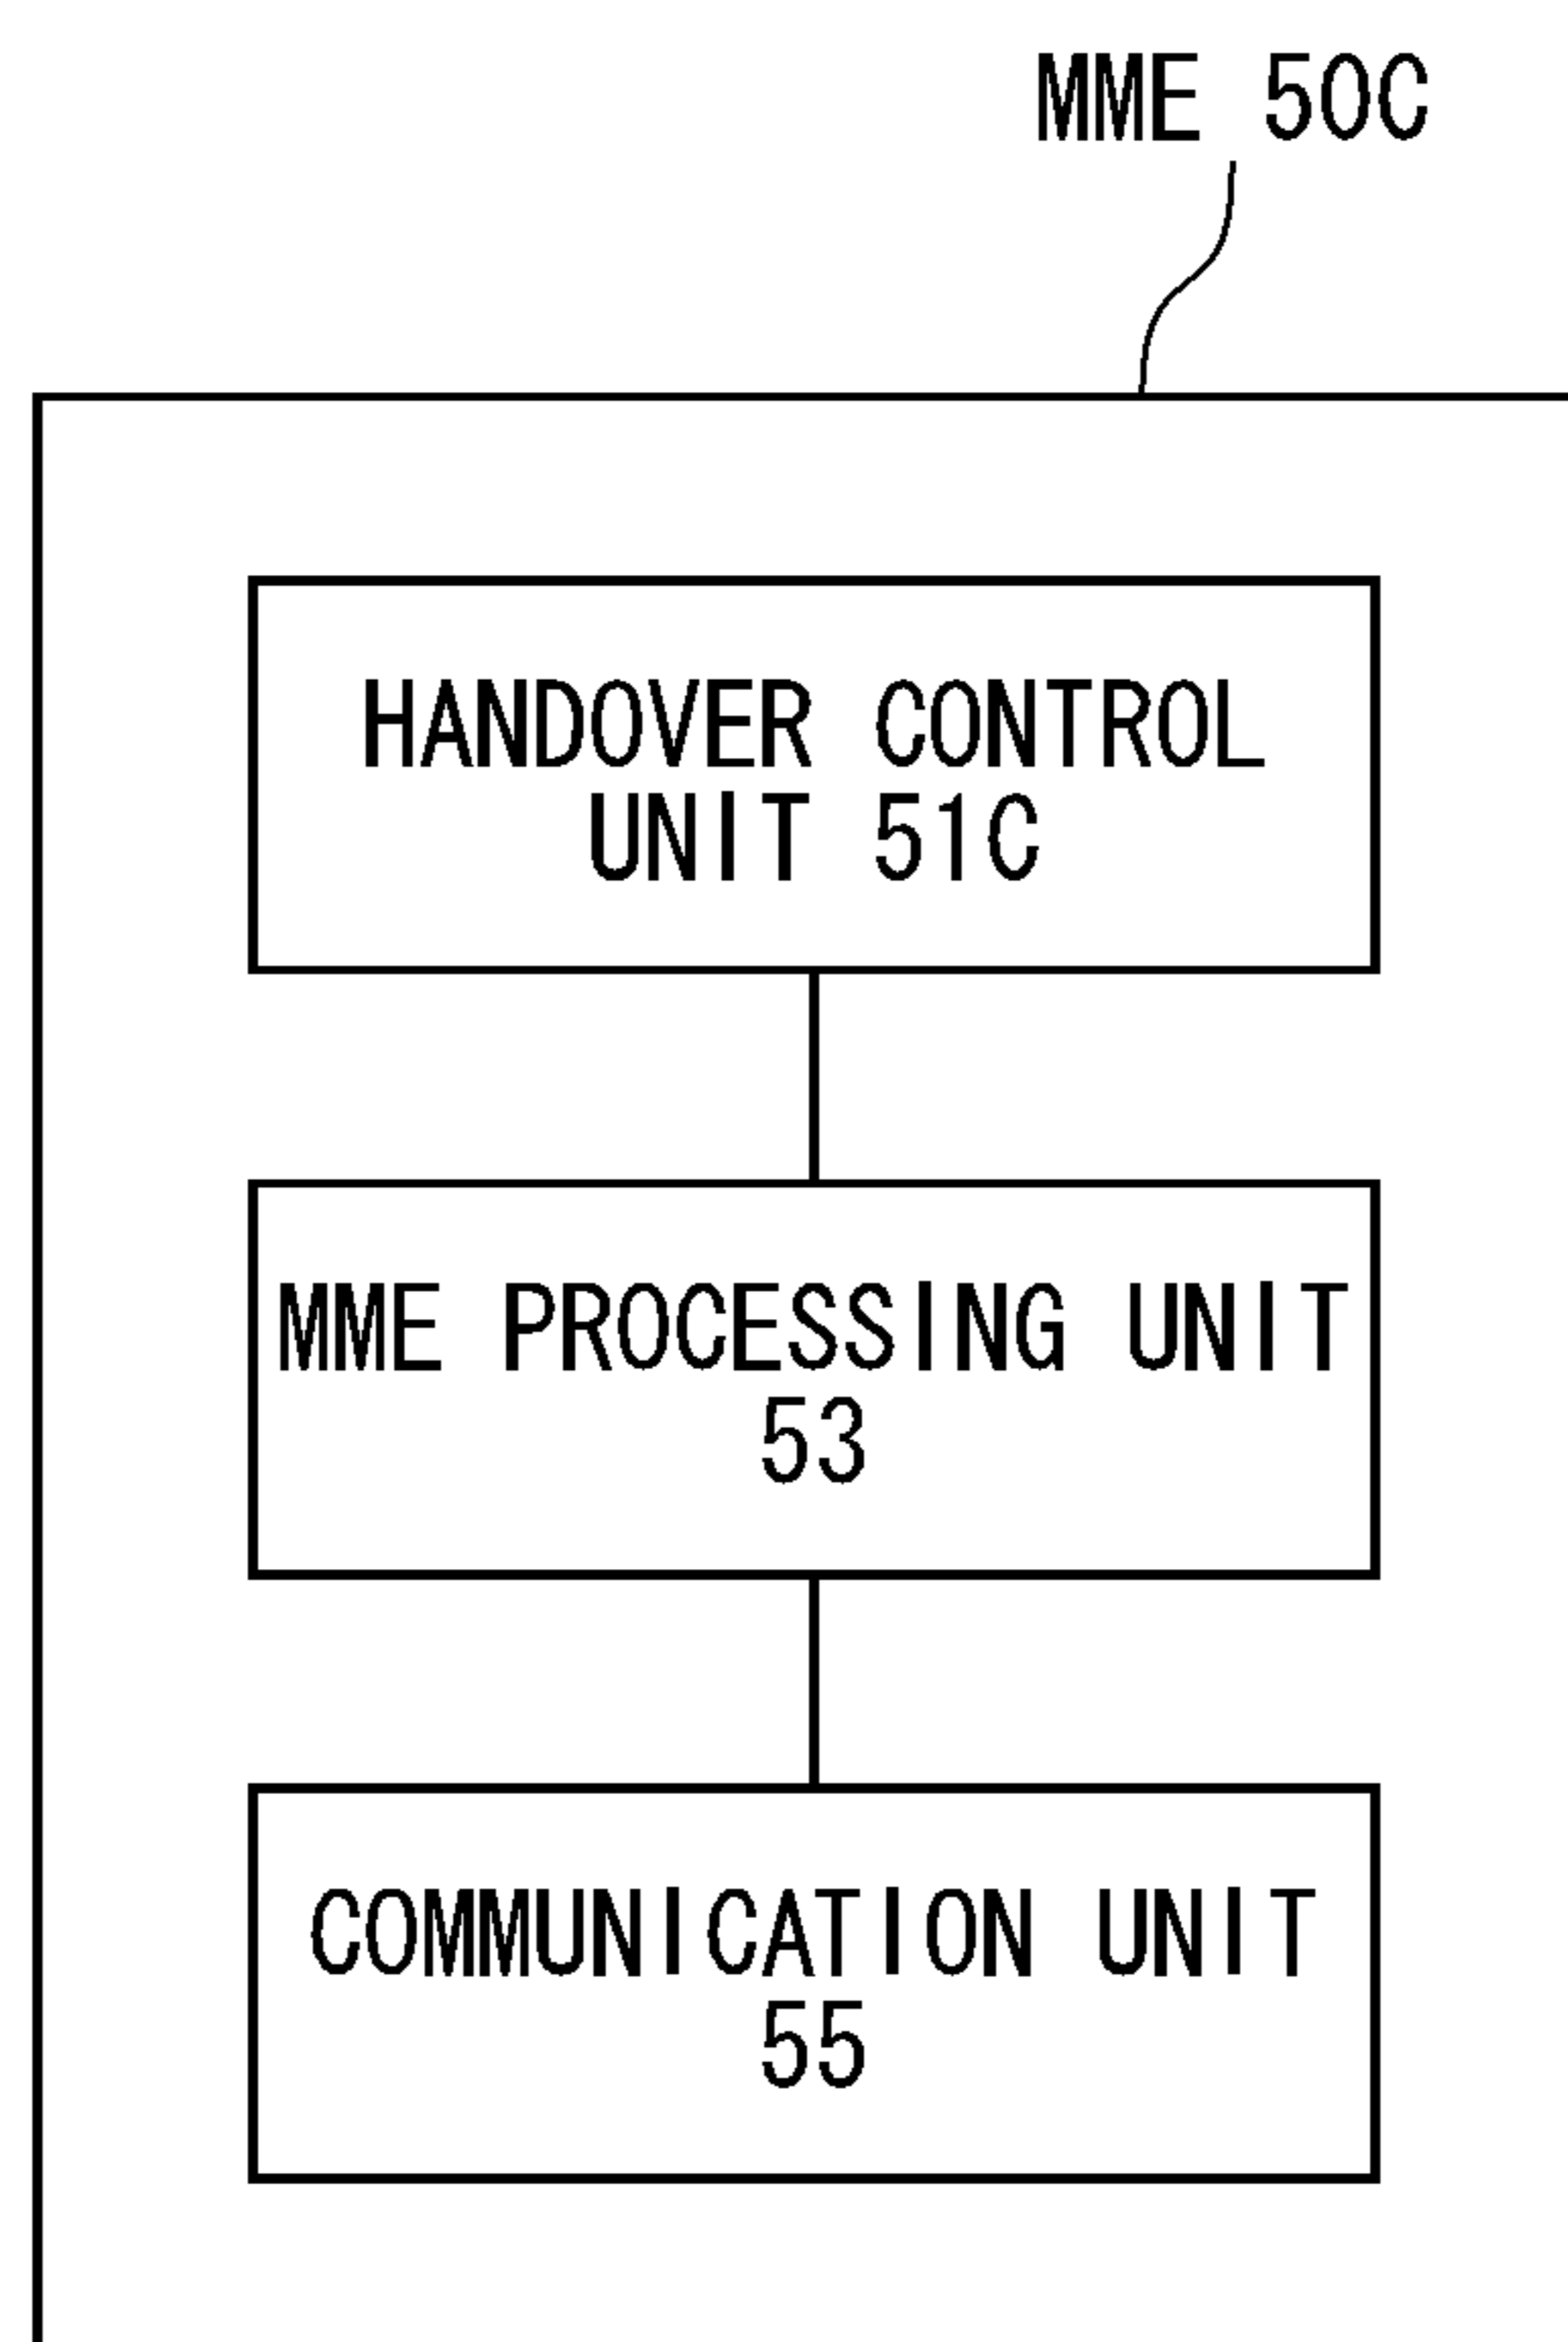 MME 50C
HANDOVER CONTROL
UNIT 51C
MME PROCESSING UNIT
53
COMMUNICATION UNIT
55